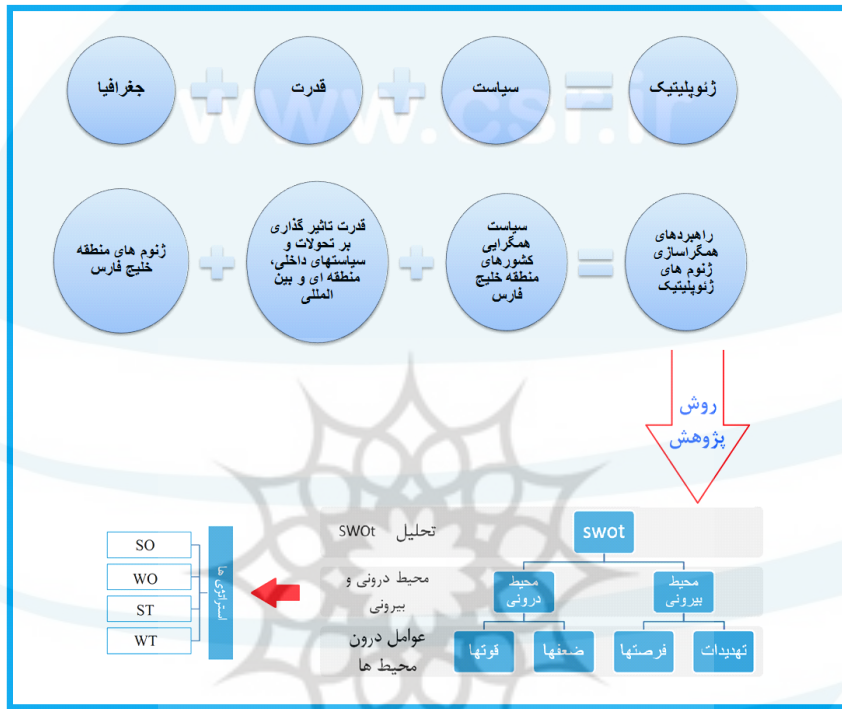 ژئوپلیتیک
سیاست
قدرت
جغرافیا
www.csr.ir
راهبردهای
همگراسازی
ژنوم های
ژئوپلیتیک
سیاست
همگرایی
کشورهای
منطقه خلیج
فارس
قدرت تاثیر گذاری
بر تحولات و
سیاستهای داخلی،
منطقه ای و بین
المللی
ژنوم های منطقه
خلیج فارس
روش
پژوهش
swot
تحلیل SWOt
محیط
بیرونی
محیط
درونی
محیط درونی و
بیرونی
تهدیدات
فرصتها
ضعفها
قوتها
عوامل درون
محیط ها
استراتژی ها
SO
WO
ST
WT